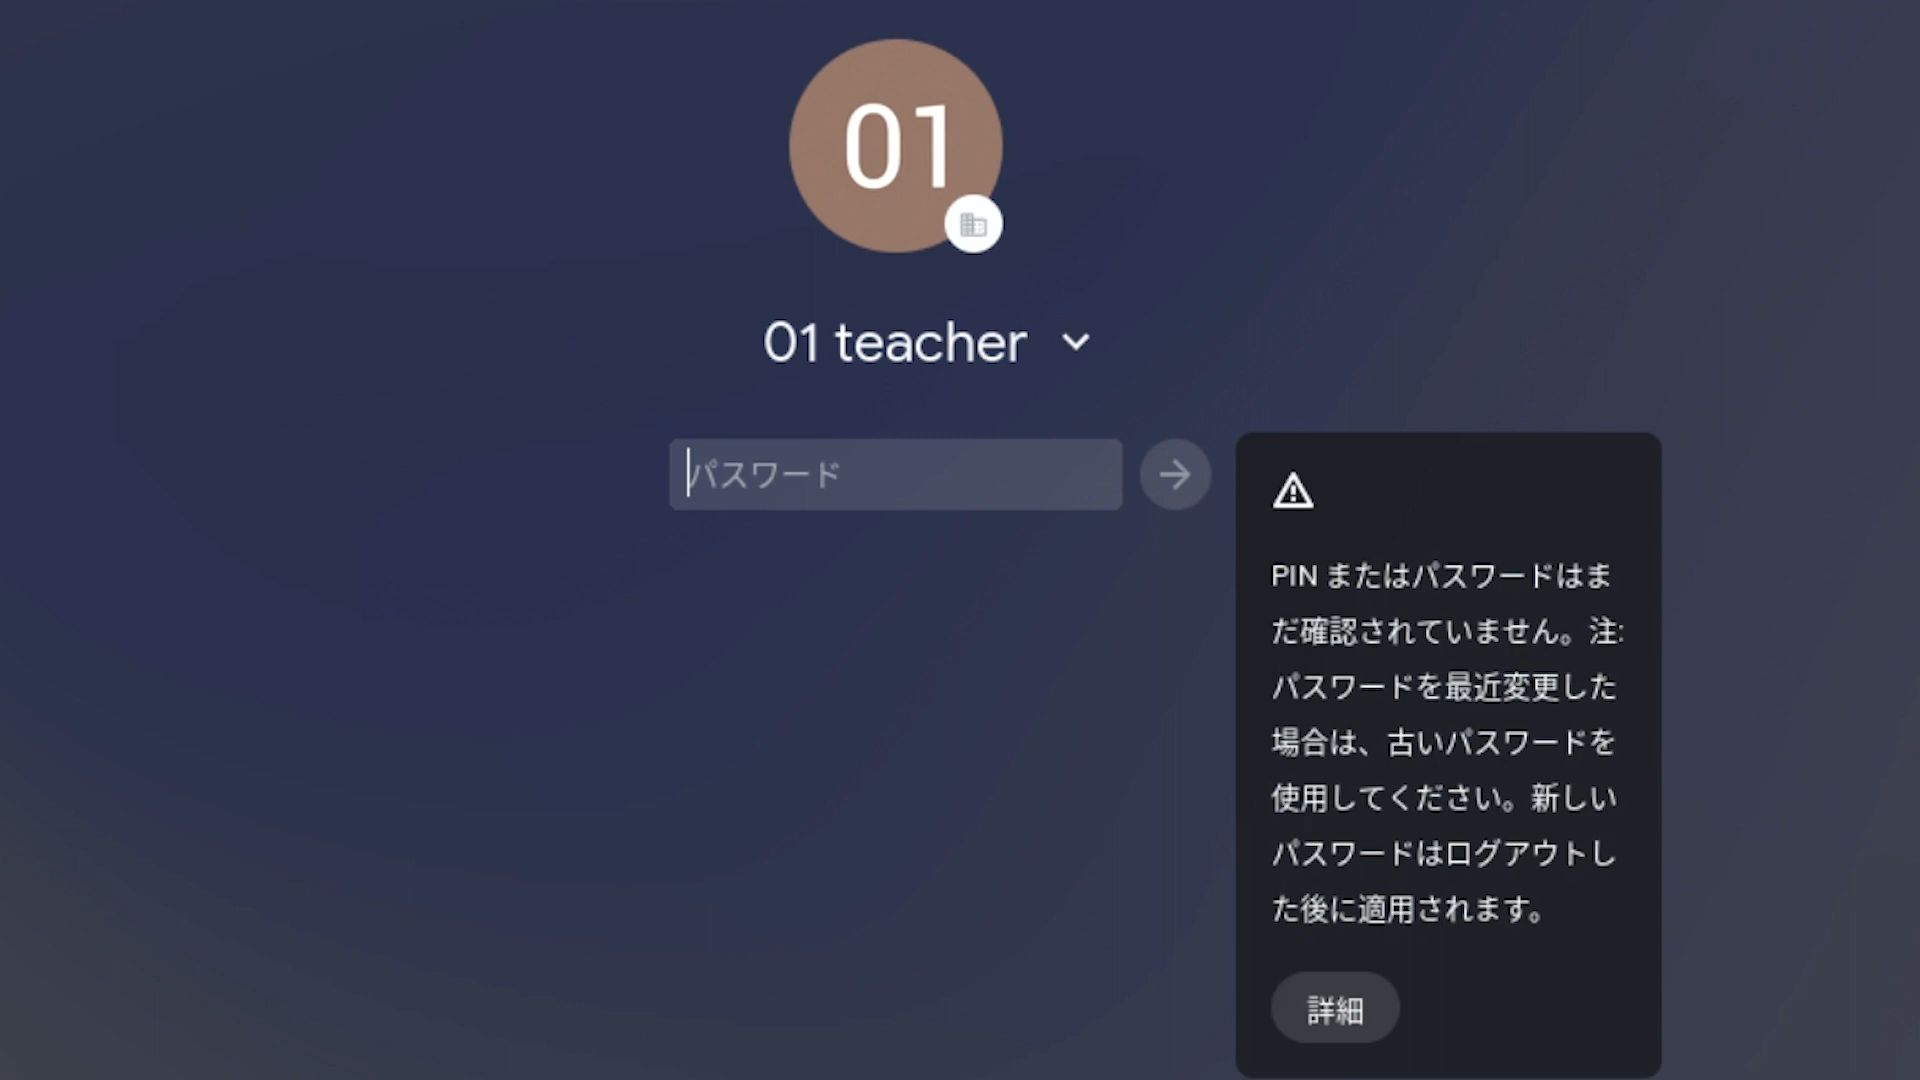 01
01 teacher
パスワード
PIN またはパスワードはま
だ確認されていません。注:
パスワードを最近変更した
場合は、古いパスワードを
使用してください。新しい
パスワードはログアウトし
た後に適用されます。
詳細